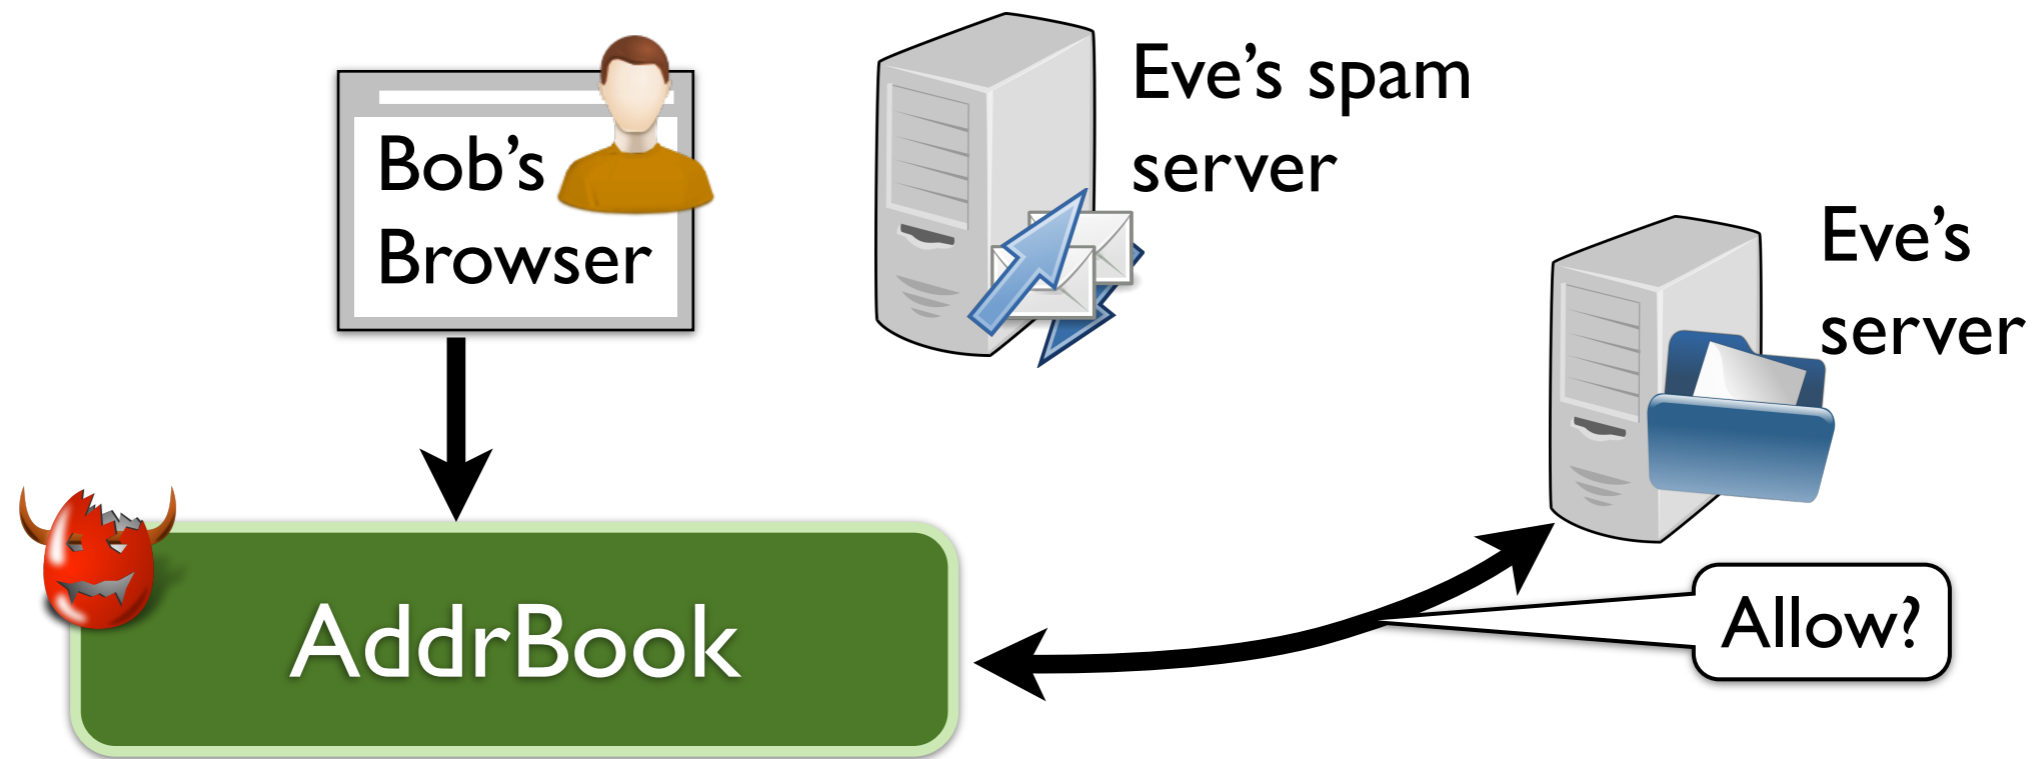 Bob’s
Browser
Eve’s spam
server
Eve’s
server
AddrBook
Allow?